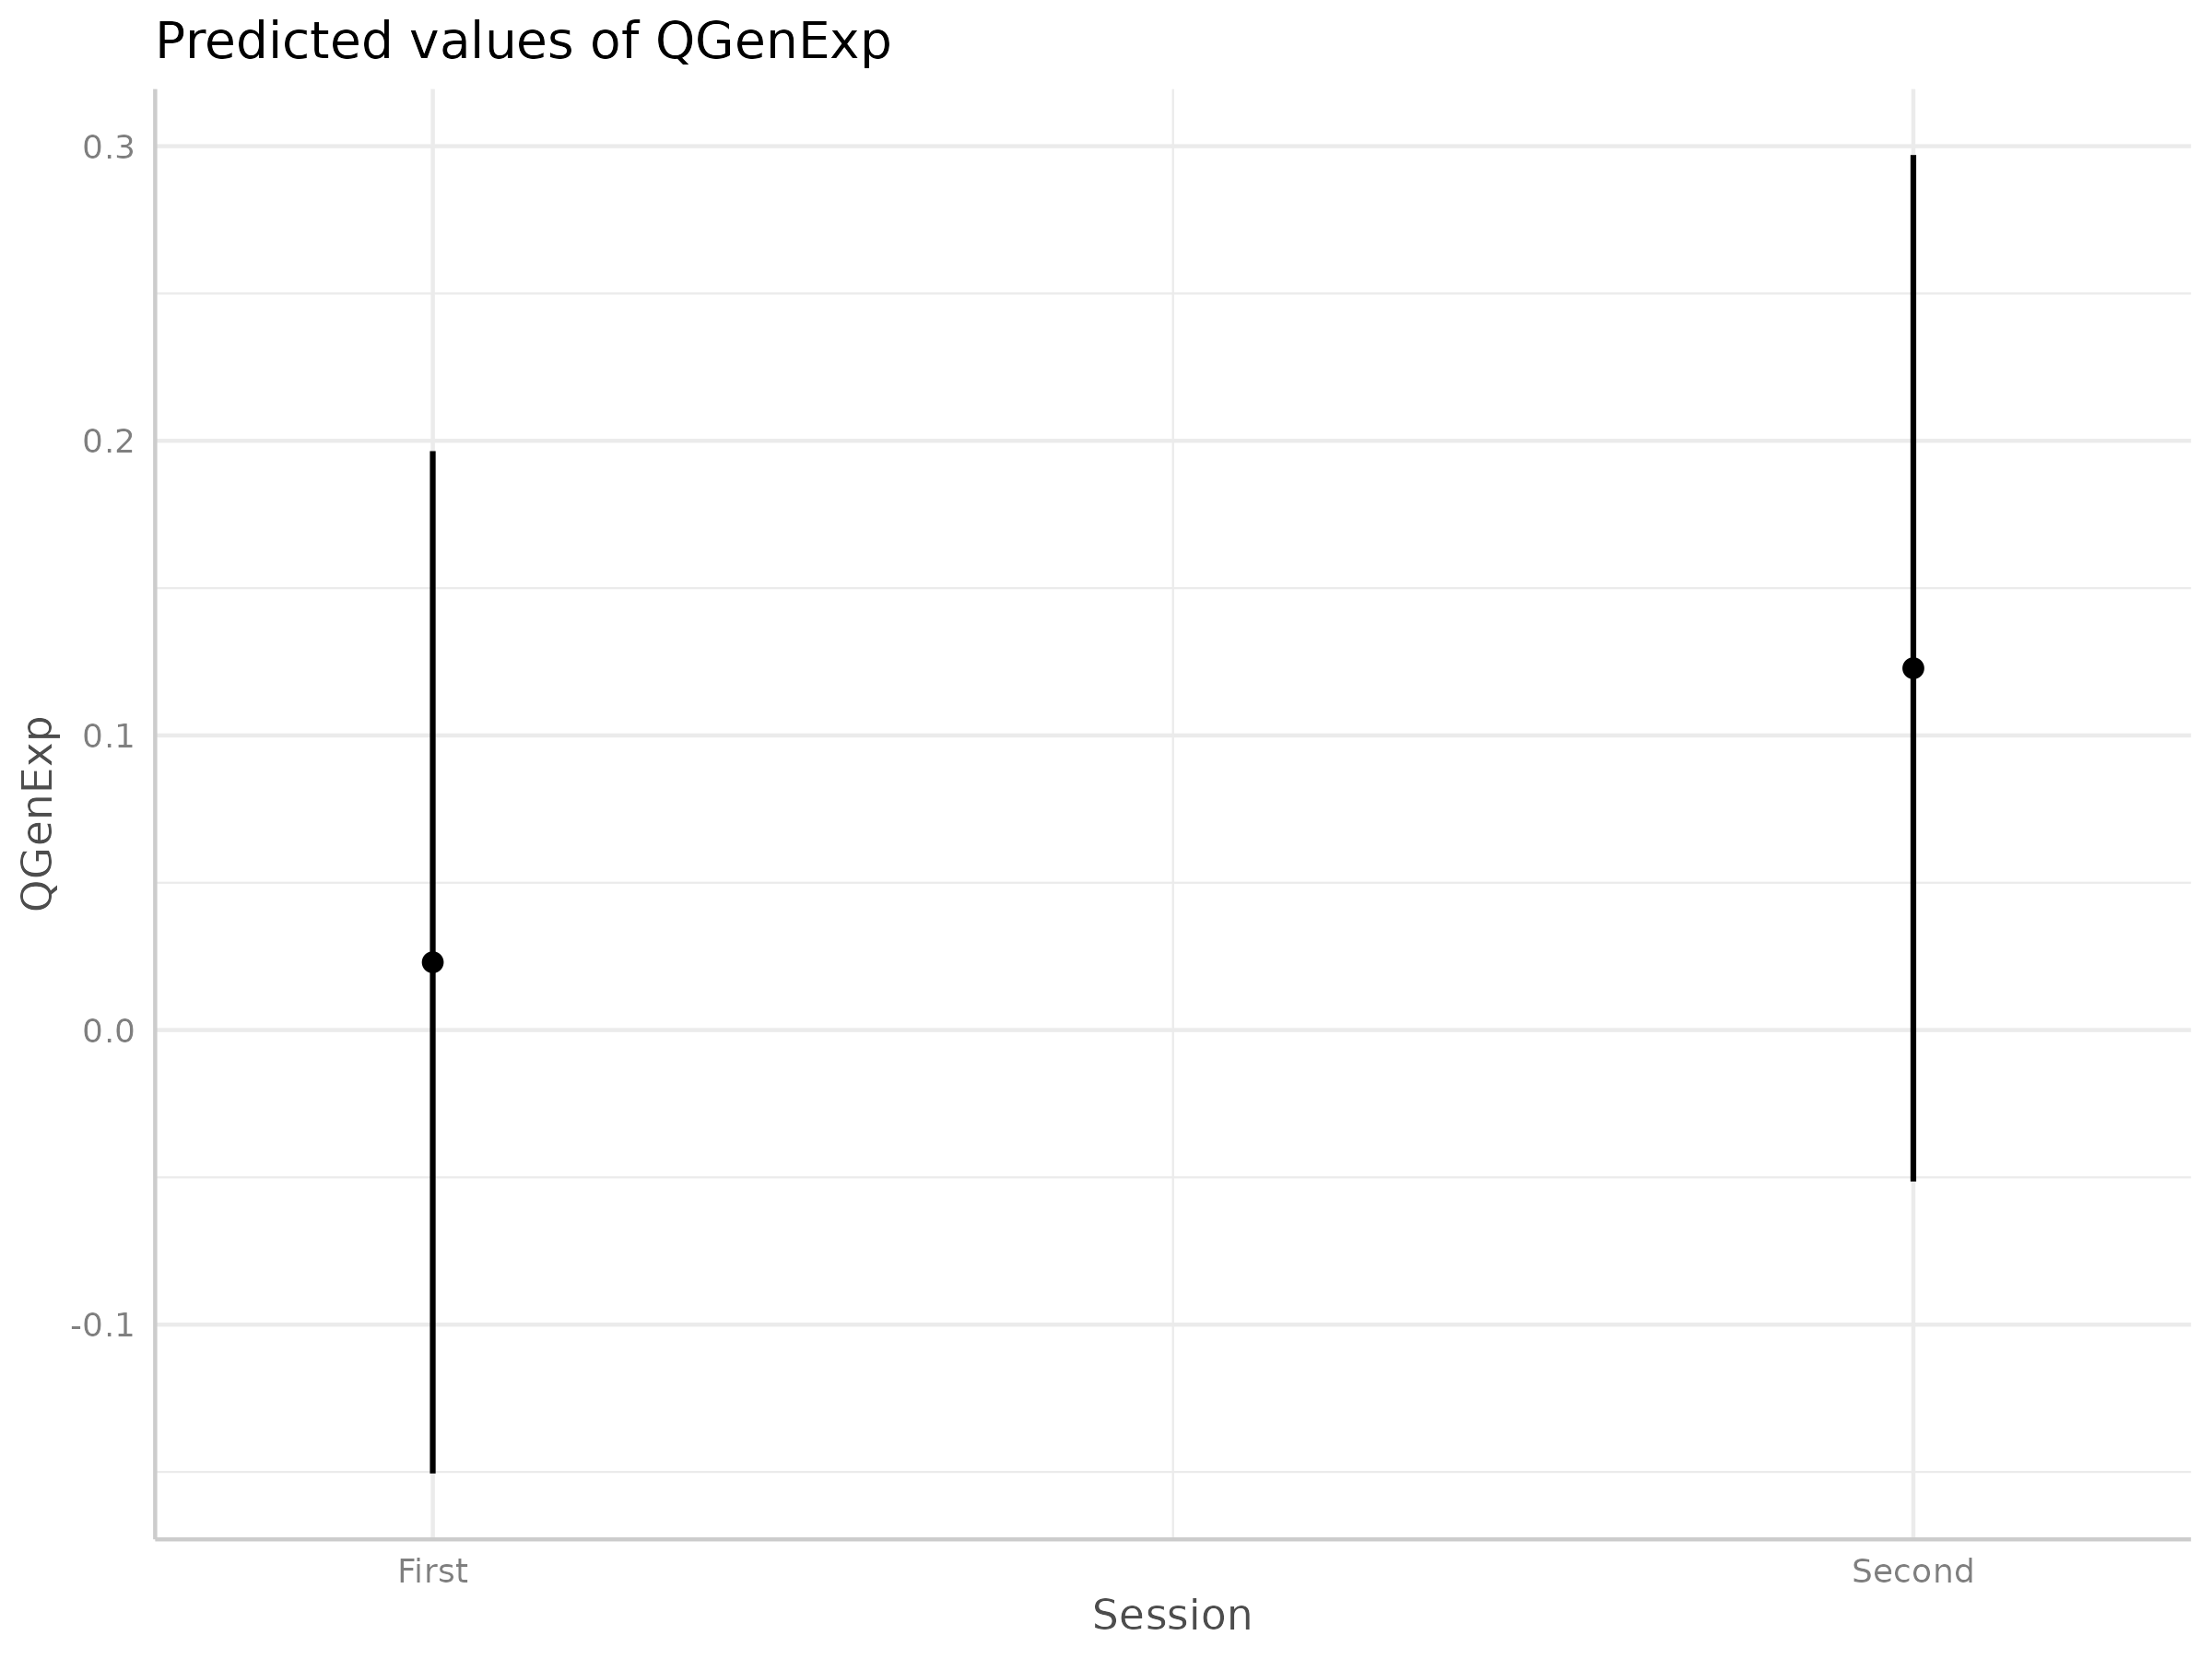 Predicted values of QGenExp
0.3
0.2
0.1
0.0
-0.1
QGenExp
First
Second
Session